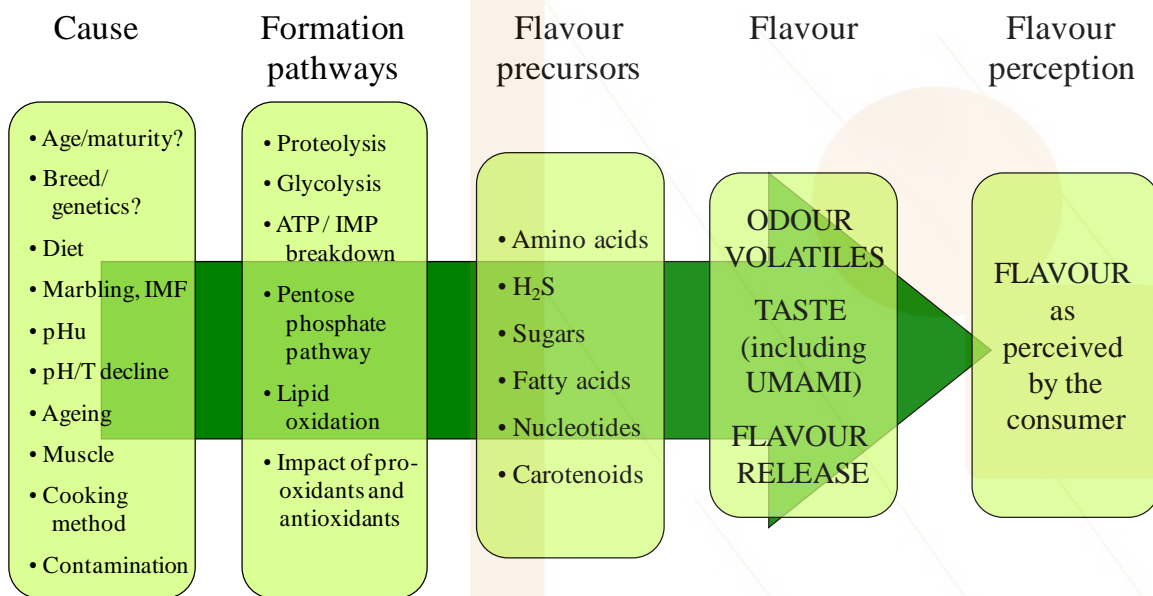 Cause
Formation
pathways
Flavour
precursors
Flavour
Flavour
perception
• Age/maturity?
• Breed/
genetics?
• Diet
• Marbling, IMF
• pHu
• pH/T decline
• Ageing
• Muscle
• Cooking
method
• Contamination
• Proteolysis
• Glycolysis
• ATP / IMP
breakdown
• Pentose
phosphate
pathway
• Lipid
oxidation
• Impact of pro-
oxidants and
antioxidants
• Amino acids
• H₂S
• Sugars
• Fatty acids
• Nucleotides
• Carotenoids
ODOUR
VOLATILES
TASTE
(including
UMAMI)
FLAVOUR
RELEASE
FLAVOUR
as
perceived
by the
consumer